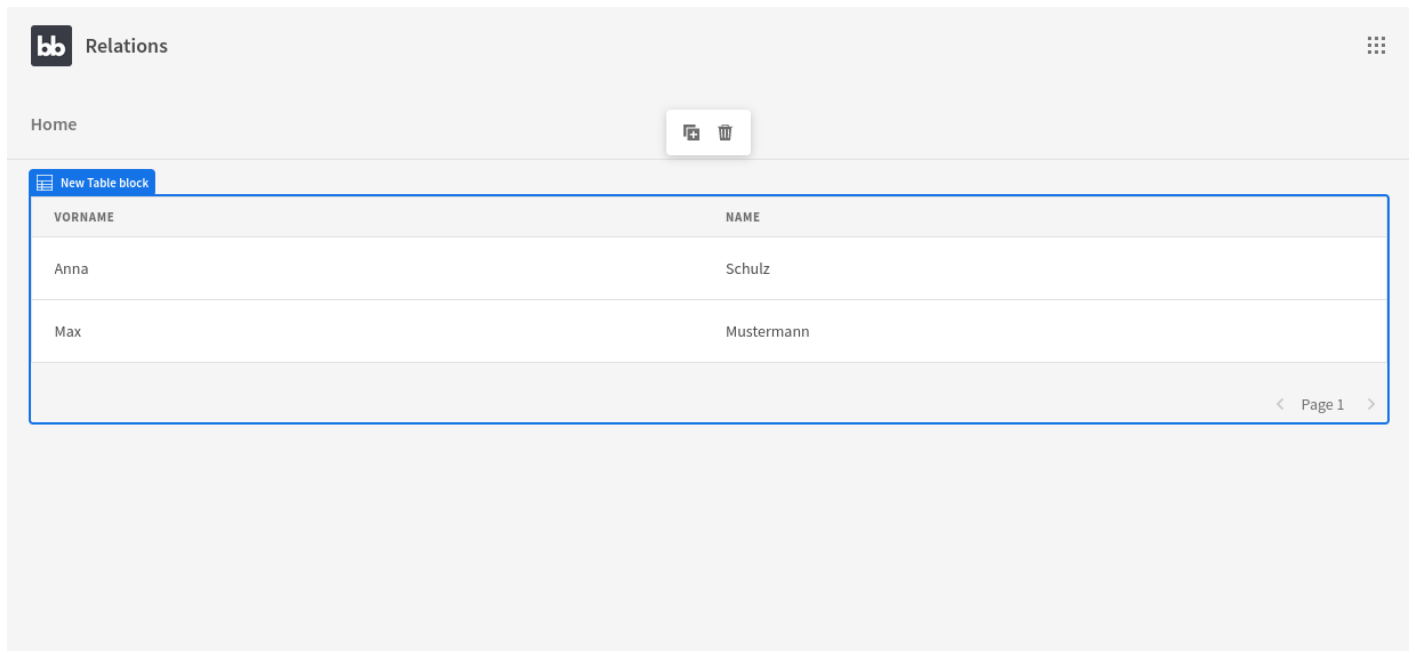 bb Relations
Home
New Table block
VORNAME NAME
Anna Schulz
Max Mustermann
Page 1